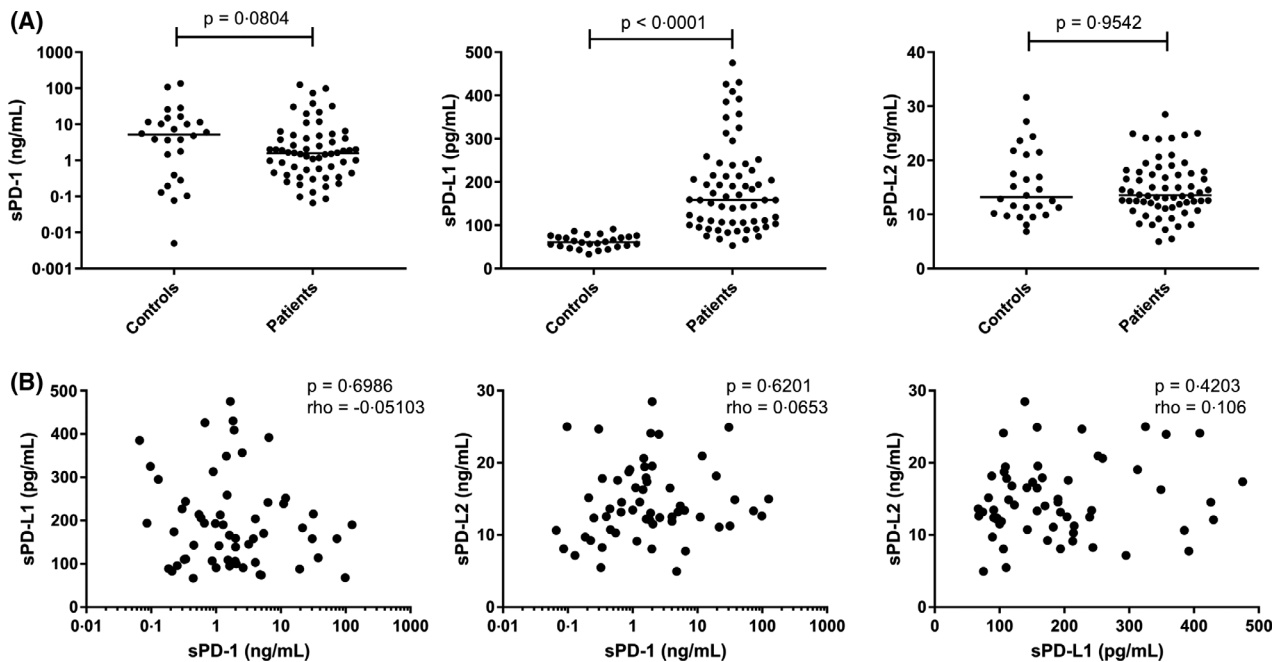 (A)
p = 0·0804
sPD-1 (ng/mL)
1000
100
10
1
0·1
0·01
0·001
Controls
Patients
p < 0·0001
sPD-L1 (pg/mL)
500
400
300
200
100
0
Controls
Patients
p = 0·9542
sPD-L2 (ng/mL)
40
30
20
10
0
Controls
Patients
(B)
p = 0·6986
rho = -0·05103
sPD-L1 (pg/mL)
500
400
300
200
100
0
0·01 0·1 1 10 100 1000
sPD-1 (ng/mL)
p = 0·6201
rho = 0·0653
sPD-L2 (ng/mL)
30
20
10
0
0·01 0·1 1 10 100 1000
sPD-1 (ng/mL)
p = 0·4203
rho = 0·106
sPD-L2 (ng/mL)
30
20
10
0
0 100 200 300 400 500
sPD-L1 (pg/mL)